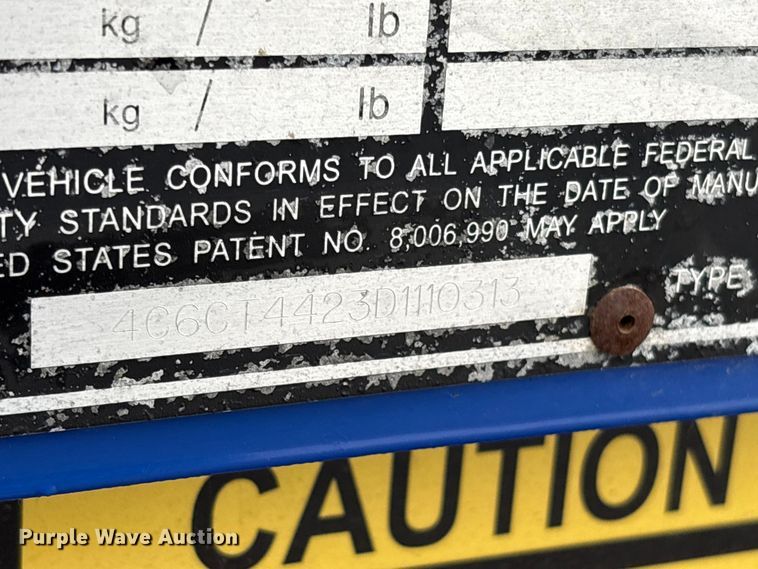 kg / lb
kg / lb
VEHICLE CONFORMS TO ALL APPLICABLE FEDERAL
TY STANDARDS IN EFFECT ON THE DATE OF MANU
ED STATES PATENT NO. 8,006,990 MAY APPLY
4C6CT4423D1110313
TYPE
CAUTION
Purple Wave Auction